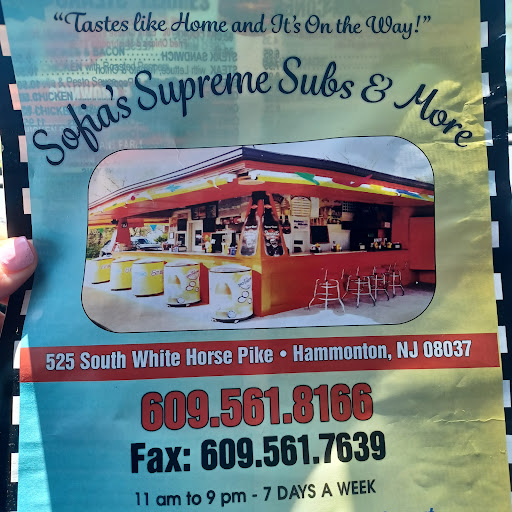 "Tastes like Home and It's On the Way!"
Sofia's Supreme Subs & More
525 South White Horse Pike • Hammonton, NJ 08037
609.561.8166
Fax: 609.561.7639
11 am to 9 pm - 7 DAYS A WEEK